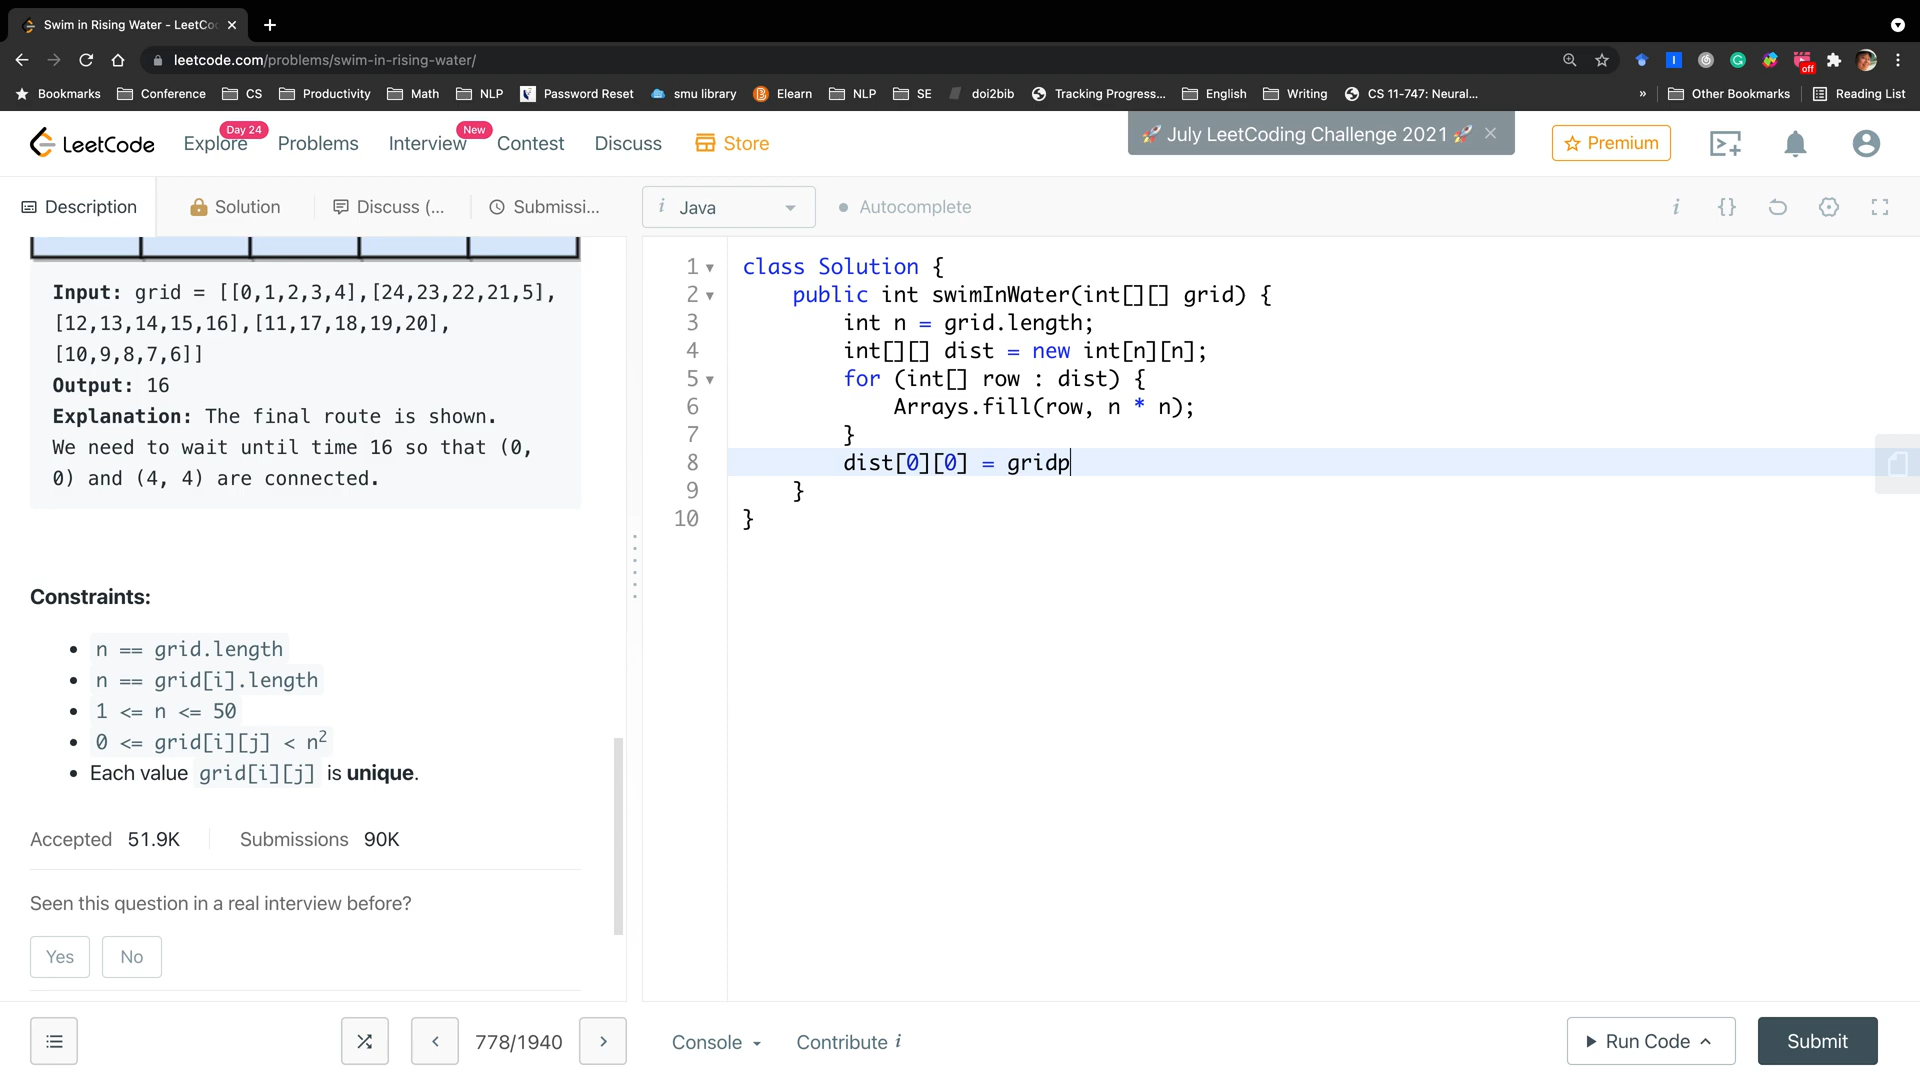 Swim in Rising Water - LeetCo
leetcode.com/problems/swim-in-rising-water/
off
Bookmarks Conference CS Productivity Math NLP Password Reset smu library Elearn NLP SE doi2bib Tracking Progress... English Writing CS 11-747: Neural... » Other Bookmarks Reading List
LeetCode Explore Day 24 Problems Interview New Contest Discuss Store 🚀 July LeetCoding Challenge 2021 🚀 Premium
Description Solution Discuss (... Submissi... i Java Autocomplete i {}
Input: grid = [[0,1,2,3,4],[24,23,22,21,5],
[12,13,14,15,16],[11,17,18,19,20],
[10,9,8,7,6]]
Output: 16
Explanation: The final route is shown.
We need to wait until time 16 so that (0,
0) and (4, 4) are connected.
Constraints:
n == grid.length
n == grid[i].length
1 <= n <= 50
0 <= grid[i][j] < n²
Each value grid[i][j] is unique.
Accepted 51.9K Submissions 90K
Seen this question in a real interview before?
Yes No
1 class Solution {
2 public int swimInWater(int[][] grid) {
3 int n = grid.length;
4 int[][] dist = new int[n][n];
5 for (int[] row : dist) {
6 Arrays.fill(row, n * n);
7 }
8 dist[0][0] = gridp
9 }
10 }
778/1940 Console Contribute i Run Code Submit